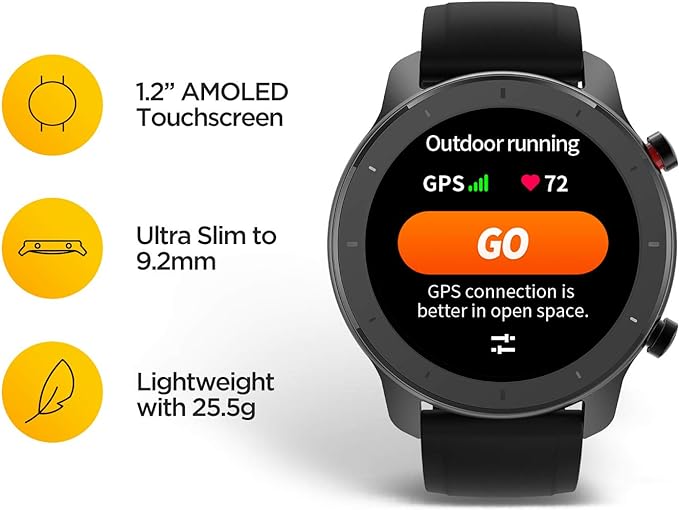 1.2” AMOLED
Touchscreen
Ultra Slim to
9.2mm
Lightweight
with 25.5g
Outdoor running
GPS 72
GO
GPS connection is
better in open space.